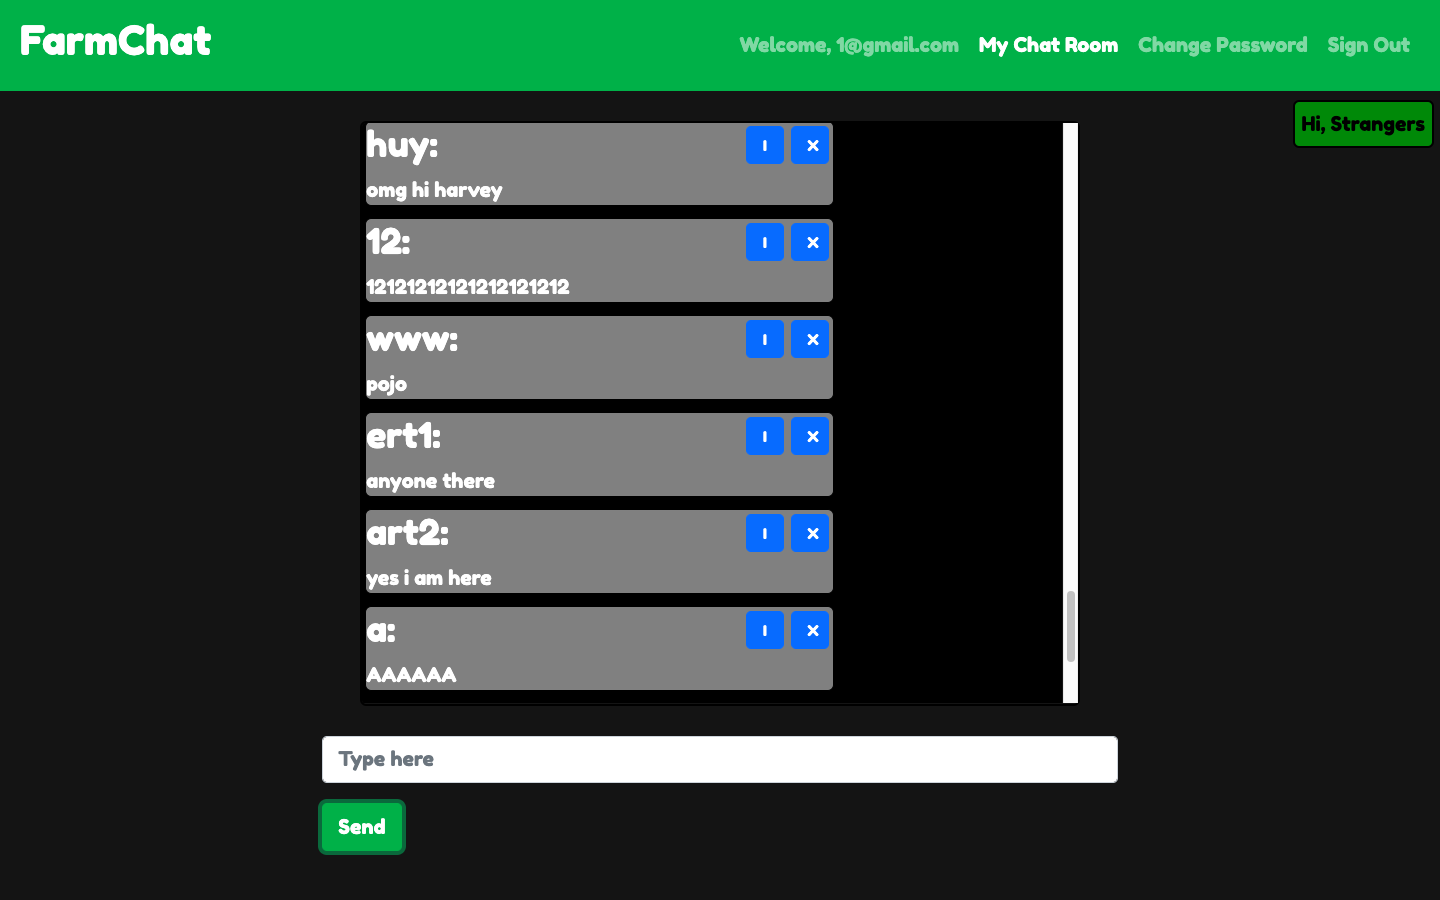 FarmChat
Welcome, 1@gmail.com My Chat Room Change Password Sign Out
Hi, Strangers
huy: I X
omg hi harvey
12: I X
12121212121212121212
www: I X
pojo
ert1: I X
anyone there
art2: I X
yes i am here
a: I X
AAAAAA
Type here
Send